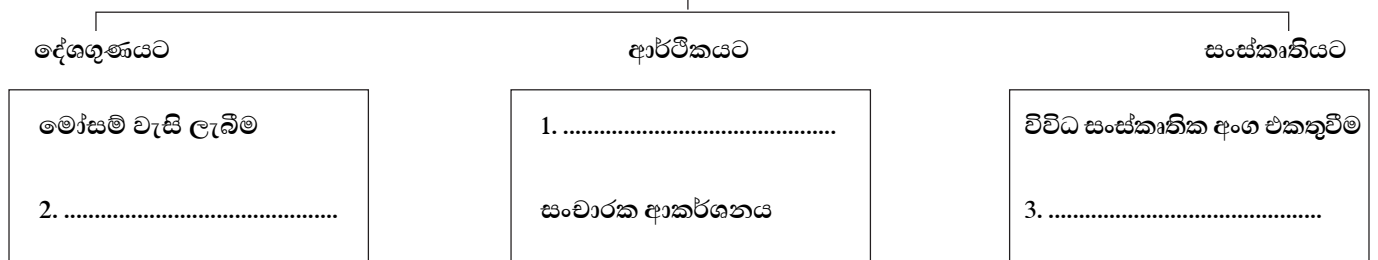 දේශගුණයට
ආර්ථිකයට
සංස්කෘතියට
මෝසම් වැසි ලැබීම
2. .............................................
1. .............................................
සංචාරක ආකර්ශනය
විවිධ සංස්කෘතික අංග එකතුවීම
3. .............................................